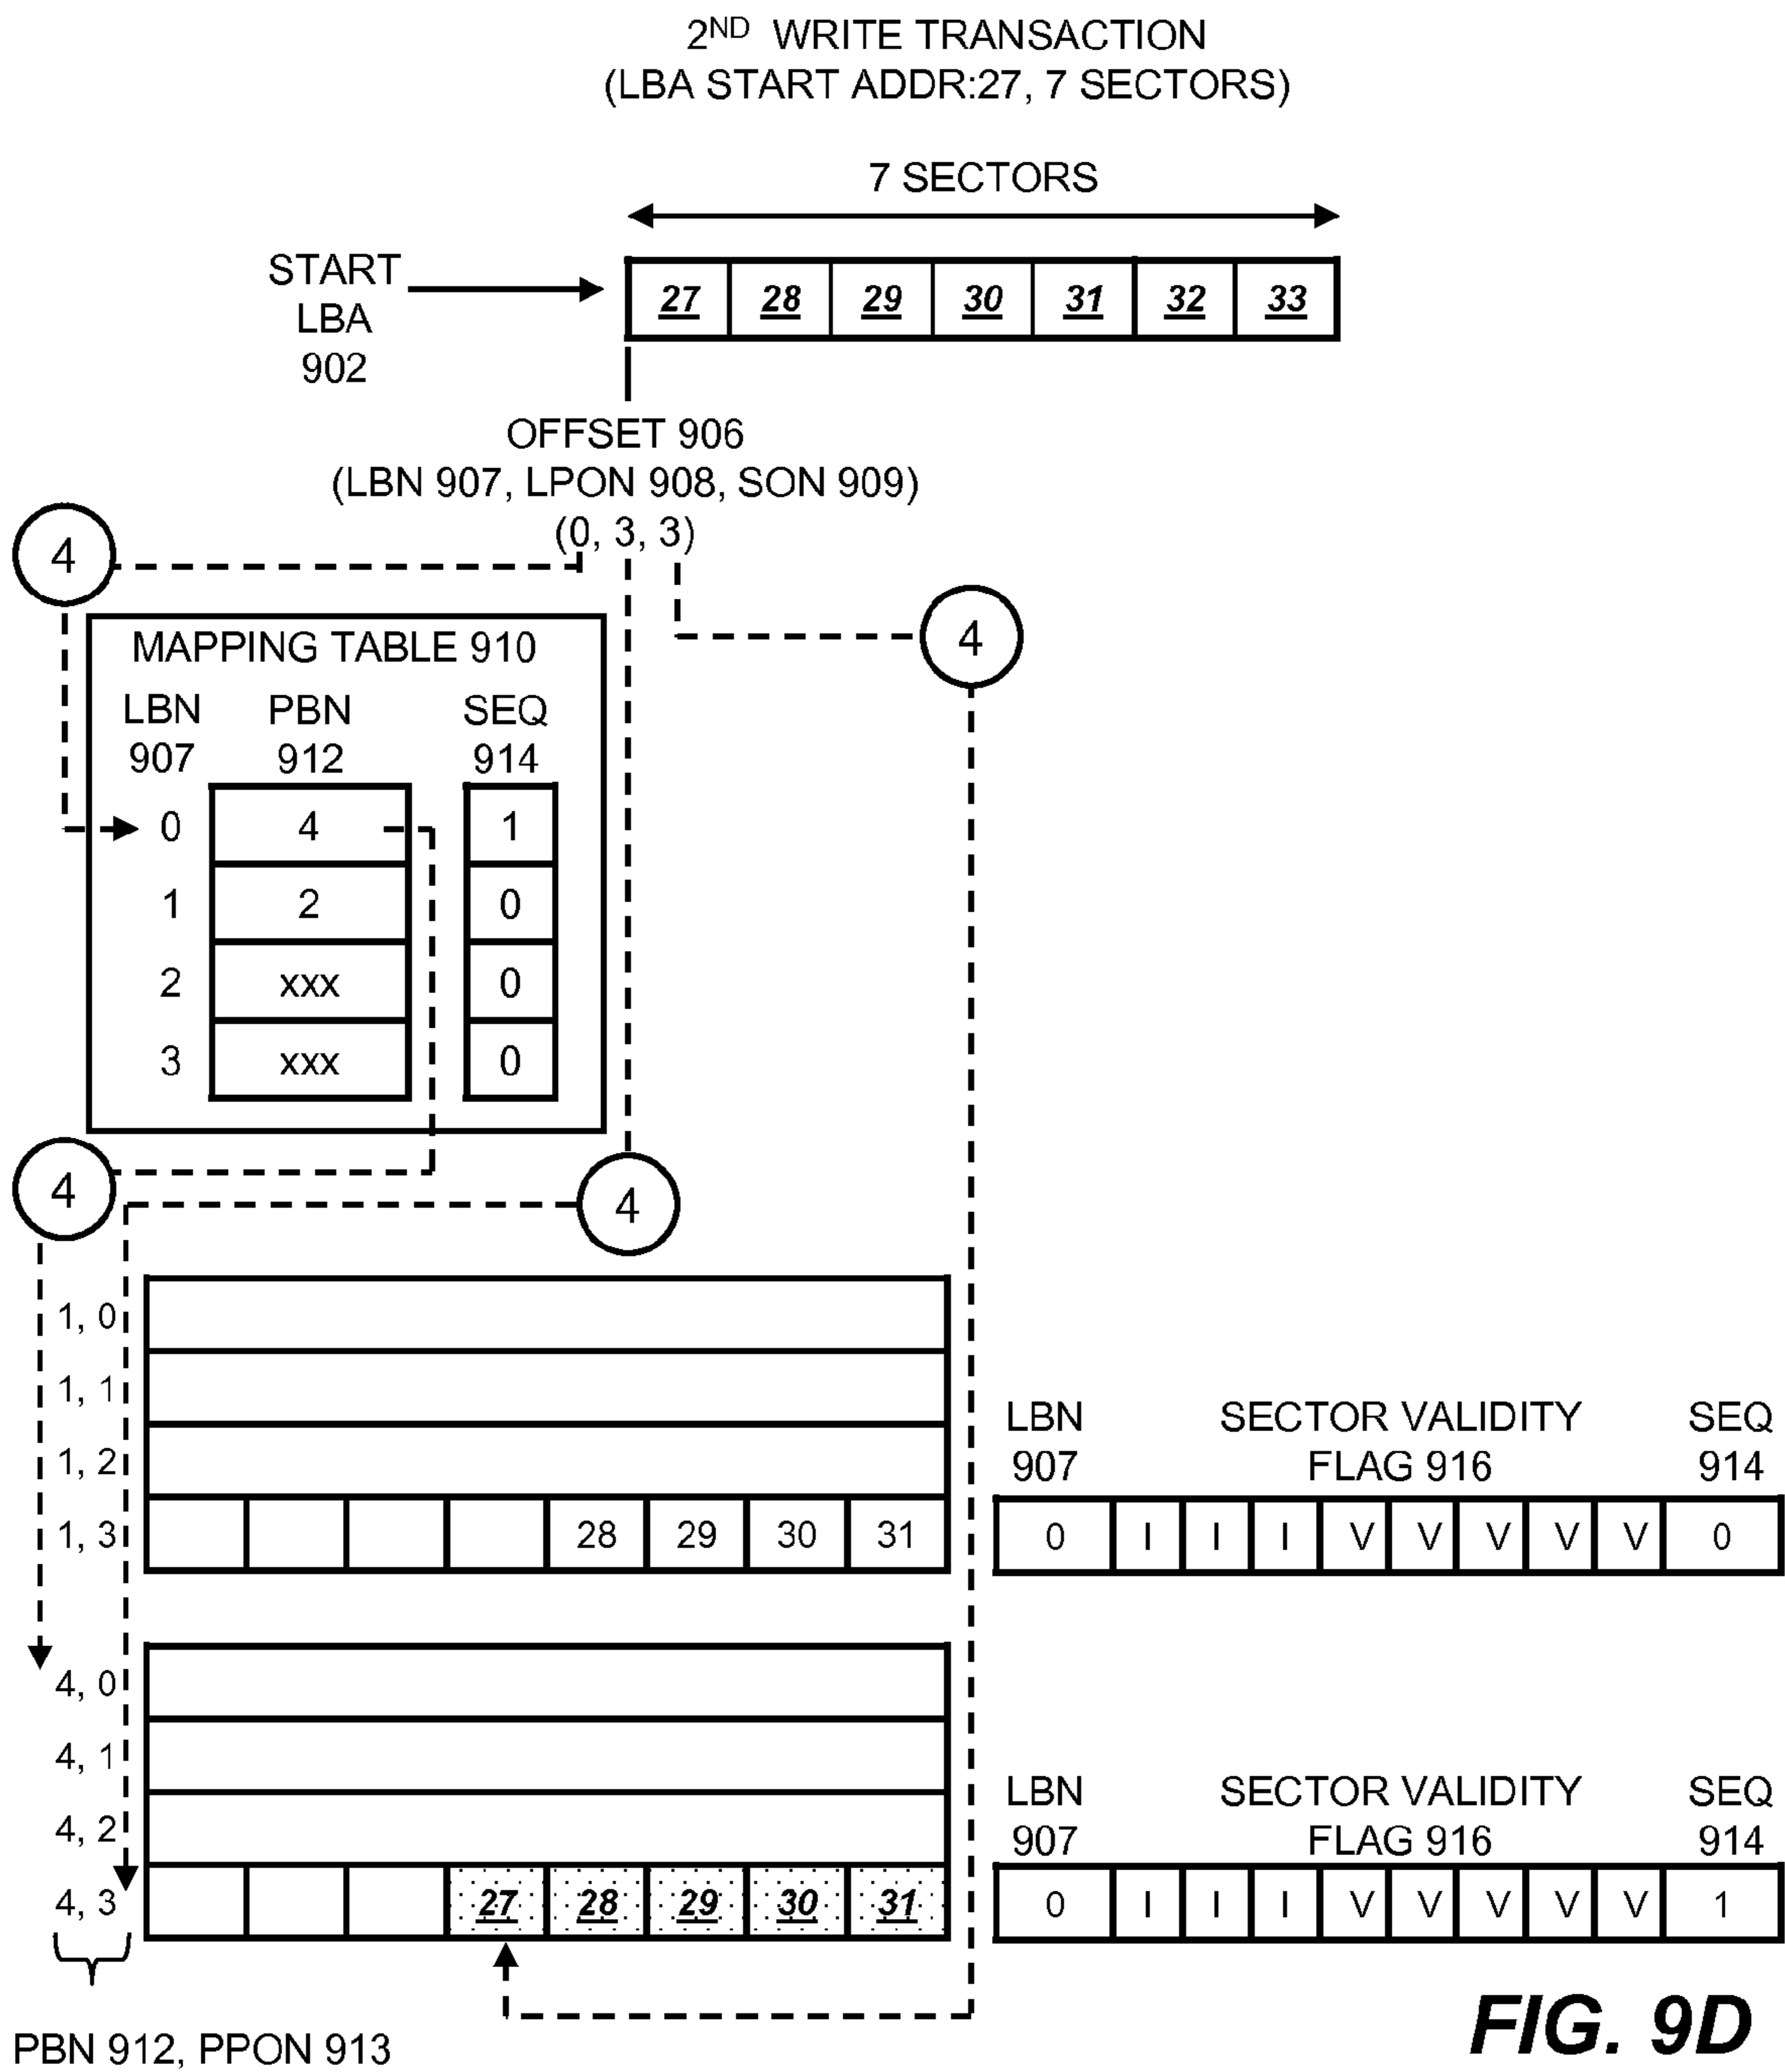 2ND WRITE TRANSACTION
(LBA START ADDR:27, 7 SECTORS)
7 SECTORS
START
LBA
902
27 28 29 30 31 32 33
OFFSET 906
(LBN 907, LPON 908, SON 909)
(0, 3, 3)
4
4
MAPPING TABLE 910
LBN PBN SEQ
907 912 914
0 4 1
1 2 0
2 xxx 0
3 xxx 0
4
4
1, 0
1, 1
1, 2
1, 3 28 29 30 31
LBN SECTOR VALIDITY SEQ
907 FLAG 916 914
0 I I I V V V V V 0
4, 0
4, 1
4, 2
4, 3 27 28 29 30 31
LBN SECTOR VALIDITY SEQ
907 FLAG 916 914
0 I I I V V V V V 1
PBN 912, PPON 913
FIG. 9D